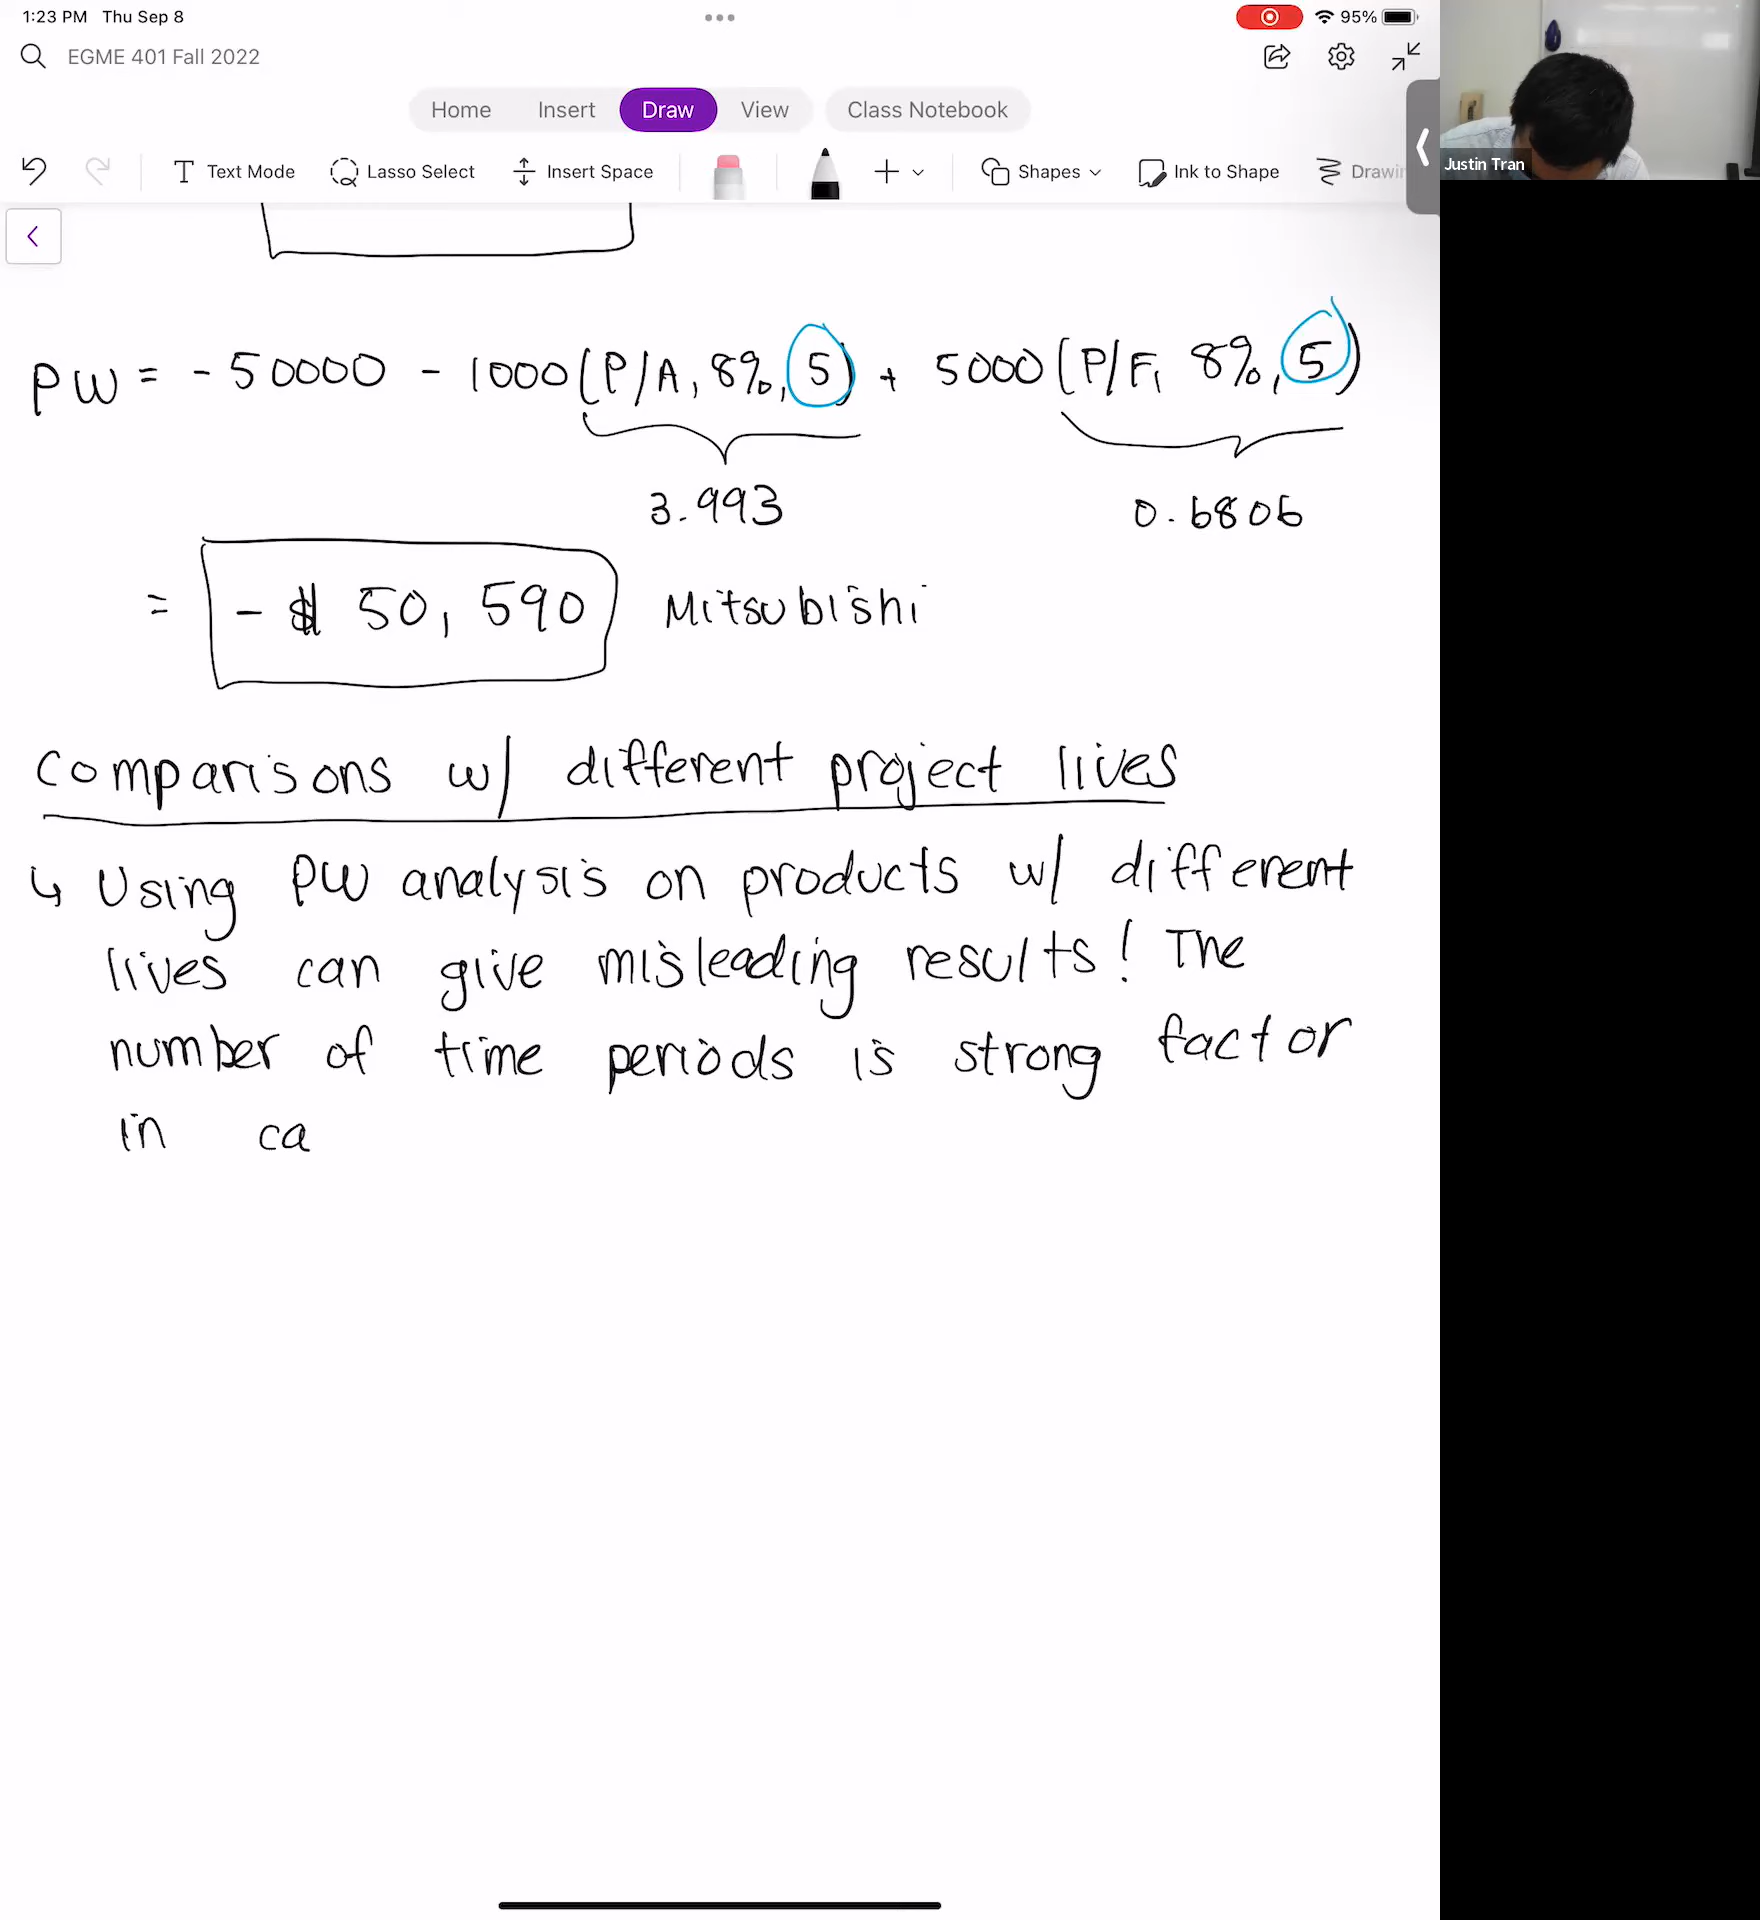 1:23 PM Thu Sep 8
95%
EGME 401 Fall 2022
Home Insert Draw View Class Notebook
Text Mode Lasso Select Insert Space Shapes Ink to Shape Drawi
Justin Tran
PW = - 50000 - 1000 (P/A, 8%, 5) + 5000 (P/F, 8%, 5)
3.993 0.6806
= - $ 50, 590 Mitsubishi
Comparisons w/ different project lives
↳ Using PW analysis on products w/ different
lives can give misleading results! The
number of time periods is strong factor
in ca